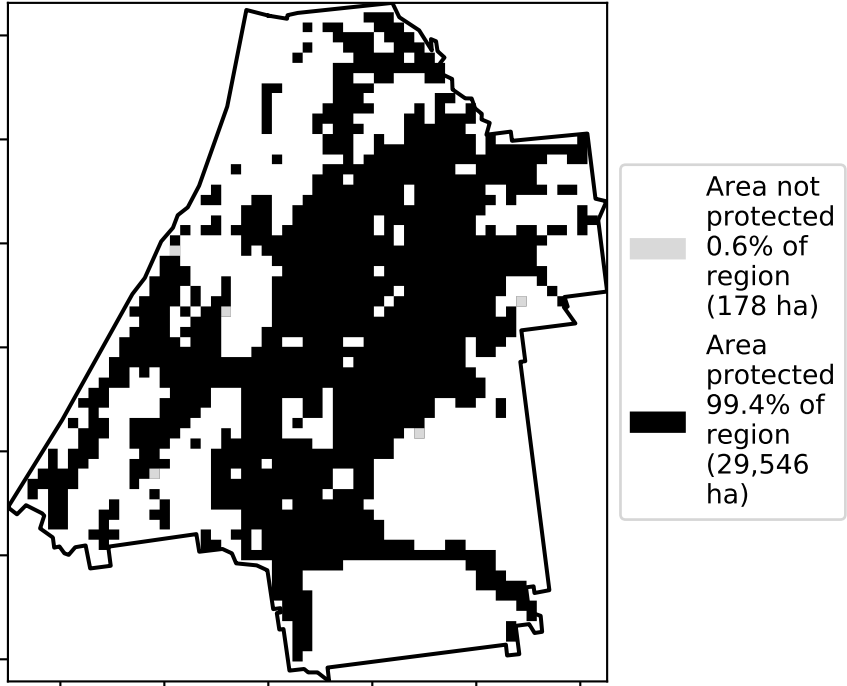 Area not
protected
0.6% of
region
(178 ha)
Area
protected
99.4% of
region
(29,546
ha)